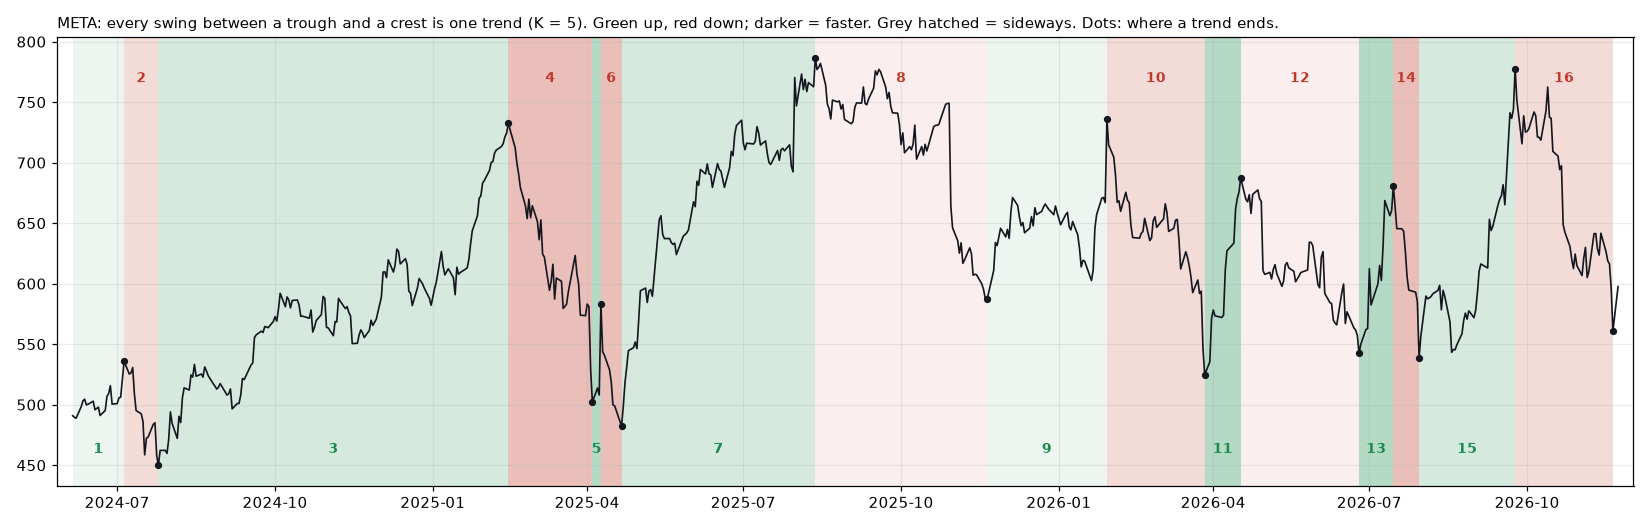 META: every swing between a trough and a crest is one trend (K = 5). Green up, red down; darker = faster. Grey hatched = sideways. Dots: where a trend ends.
800
750
700
650
600
550
500
450
2 4 6 8 10 12 14 16
1 3 5 7 9 11 13 15
2024-07 2024-10 2025-01 2025-04 2025-07 2025-10 2026-01 2026-04 2026-07 2026-10